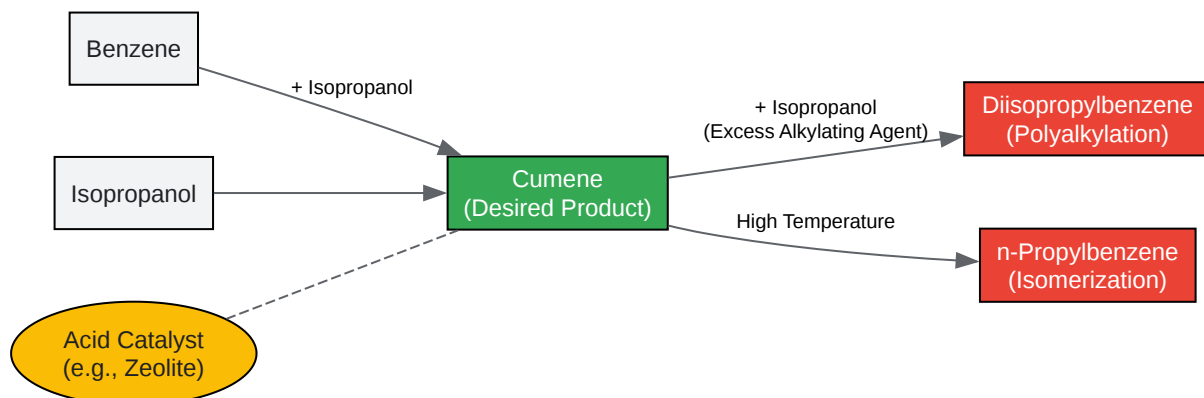 Benzene
+ Isopropanol
Isopropanol
Acid Catalyst
(e.g., Zeolite)
Cumene
(Desired Product)
+ Isopropanol
(Excess Alkylating Agent)
High Temperature
Diisopropylbenzene
(Polyalkylation)
n-Propylbenzene
(Isomerization)